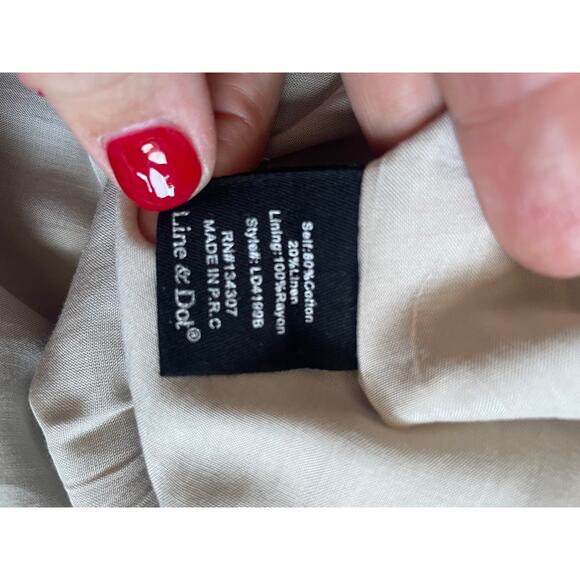 Self:80%Cotton
20%Linen
Lining:100%Rayon
Style#: LD4199B
RN#134307
MADE IN P.R.C
Line & Dot®